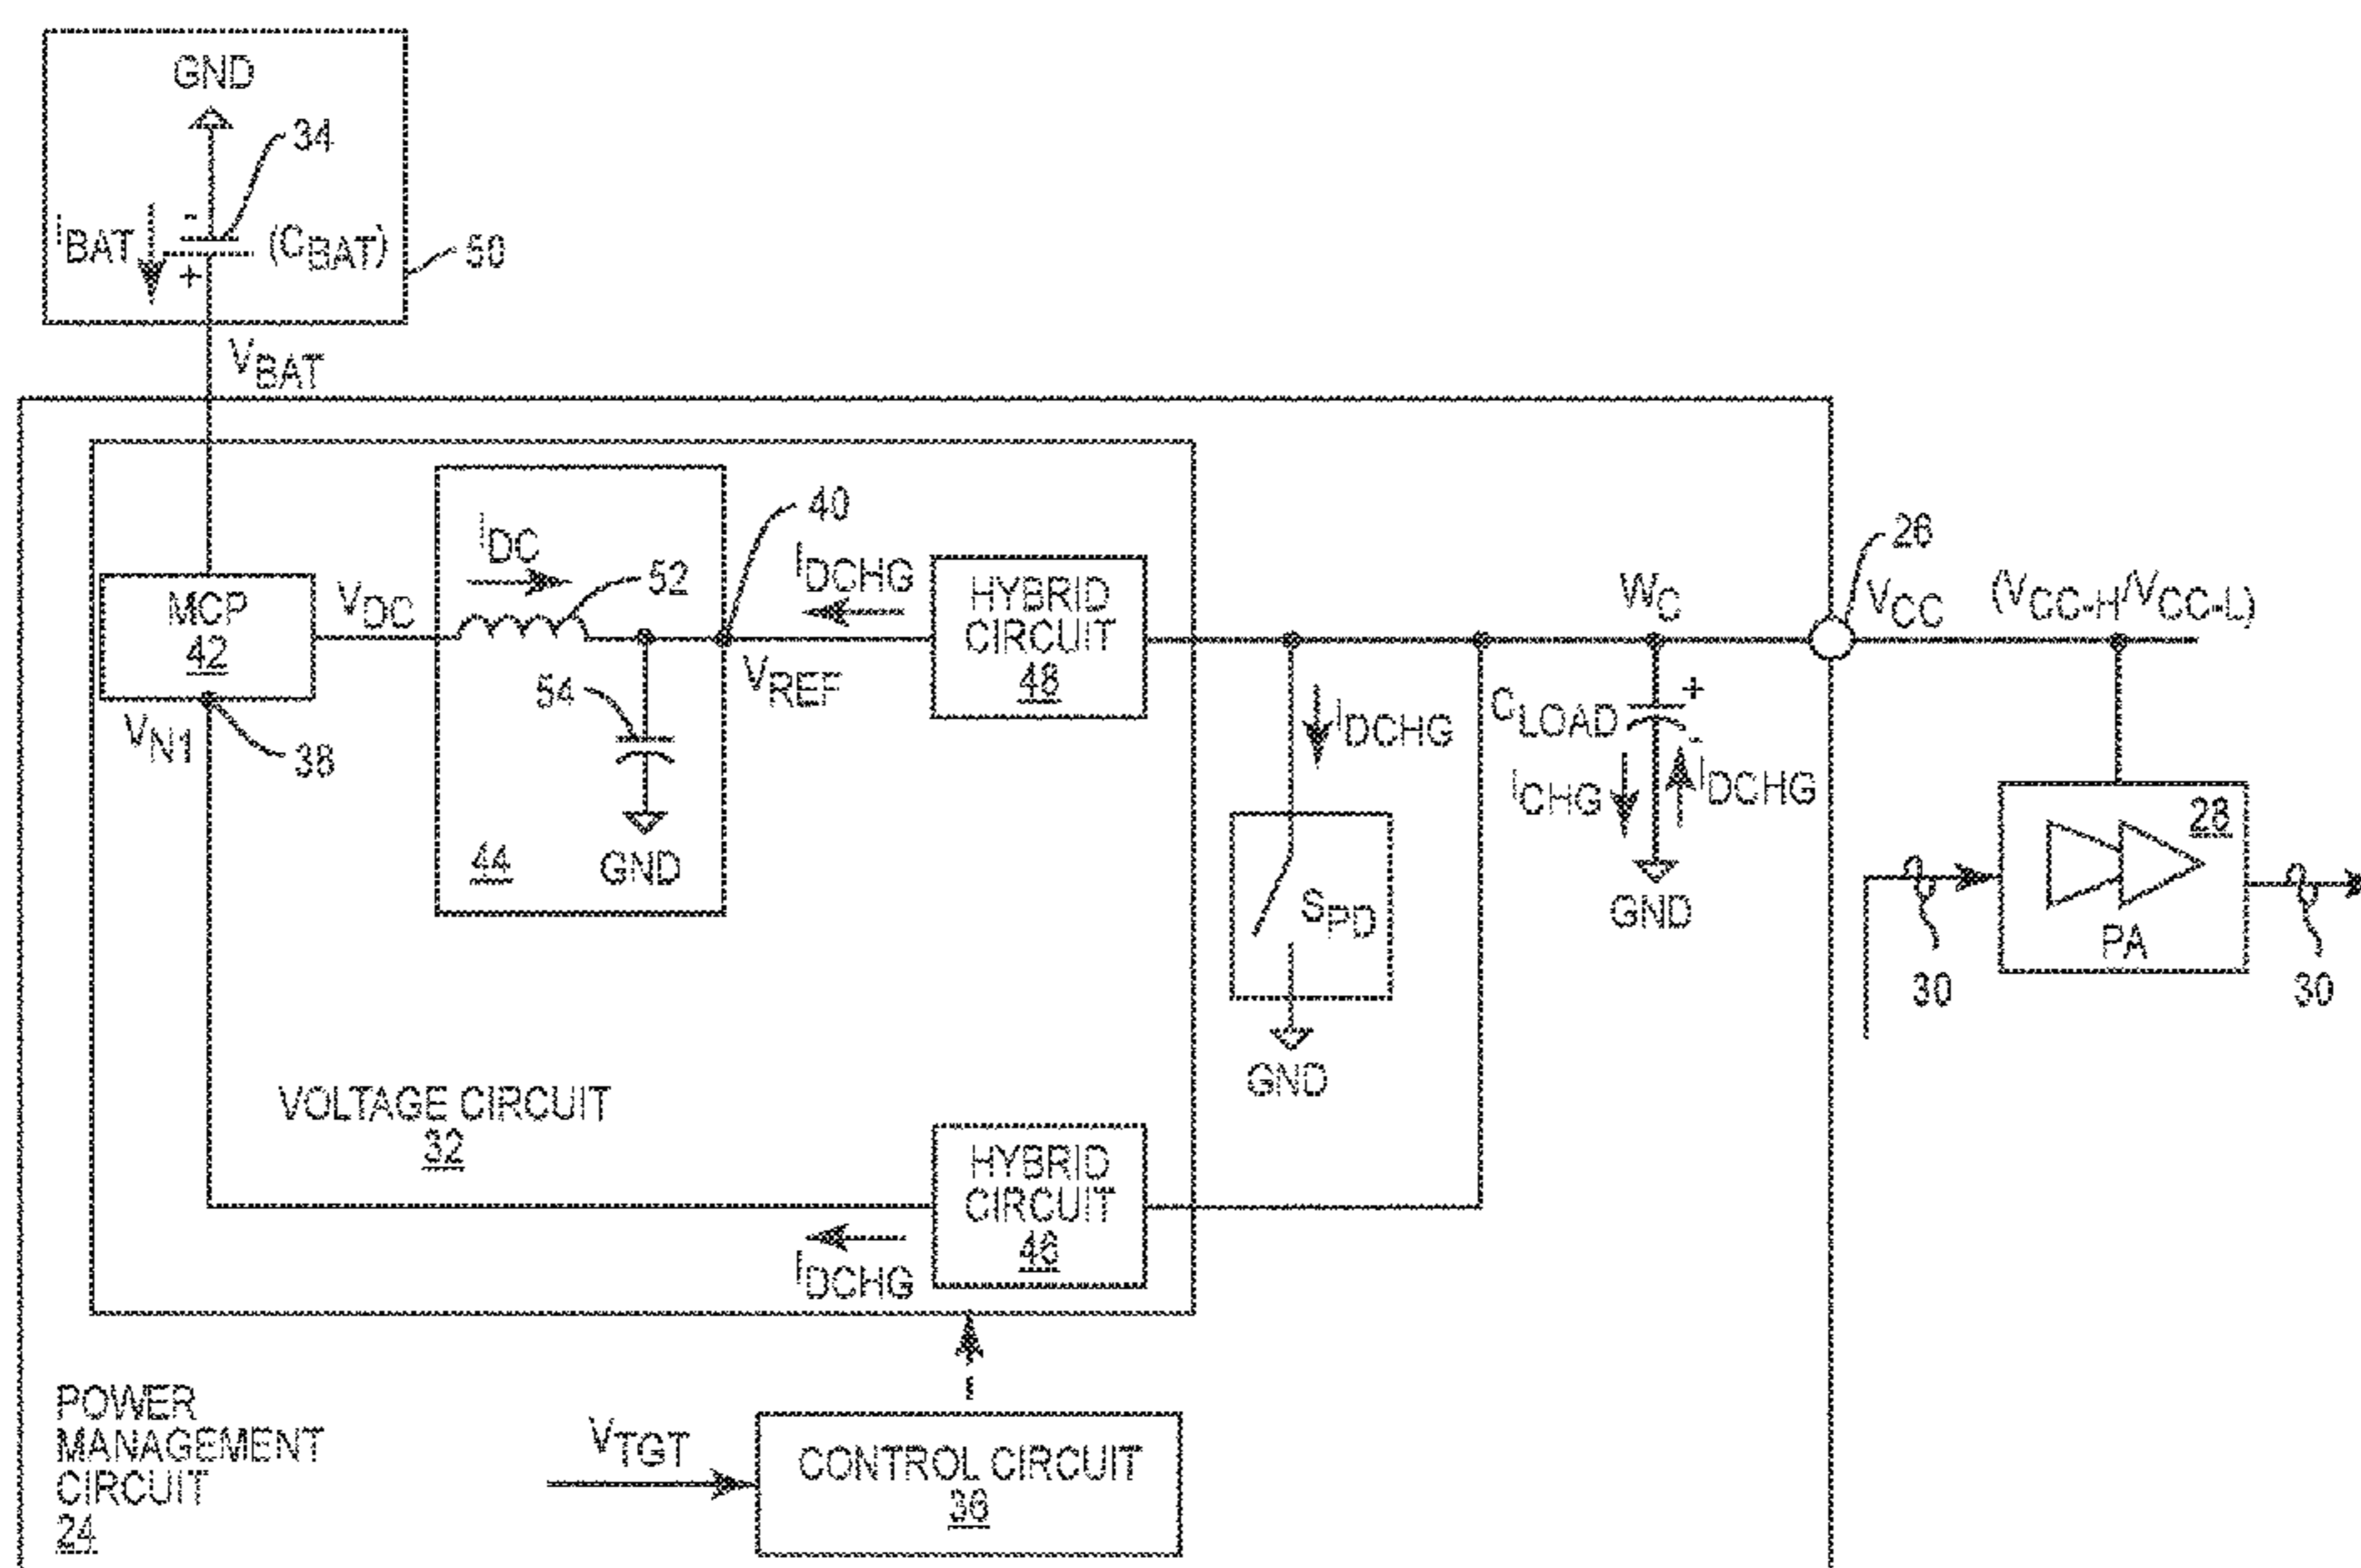 GND
34
-
iBAT
(CBAT)
+
50
VBAT
40
IDC
52
IDCHG
HYBRID
CIRCUIT
48
26
WC
VCC
(VCC-H/VCC-L)
MCP
42
VDC
VREF
54
VN1
38
GND
44
IDCHG
CLOAD
+
-
ICHG
IDCHG
GND
SPD
GND
28
PA
30
30
VOLTAGE CIRCUIT
32
HYBRID
CIRCUIT
46
IDCHG
POWER
MANAGEMENT
CIRCUIT
24
VTGT
CONTROL CIRCUIT
36